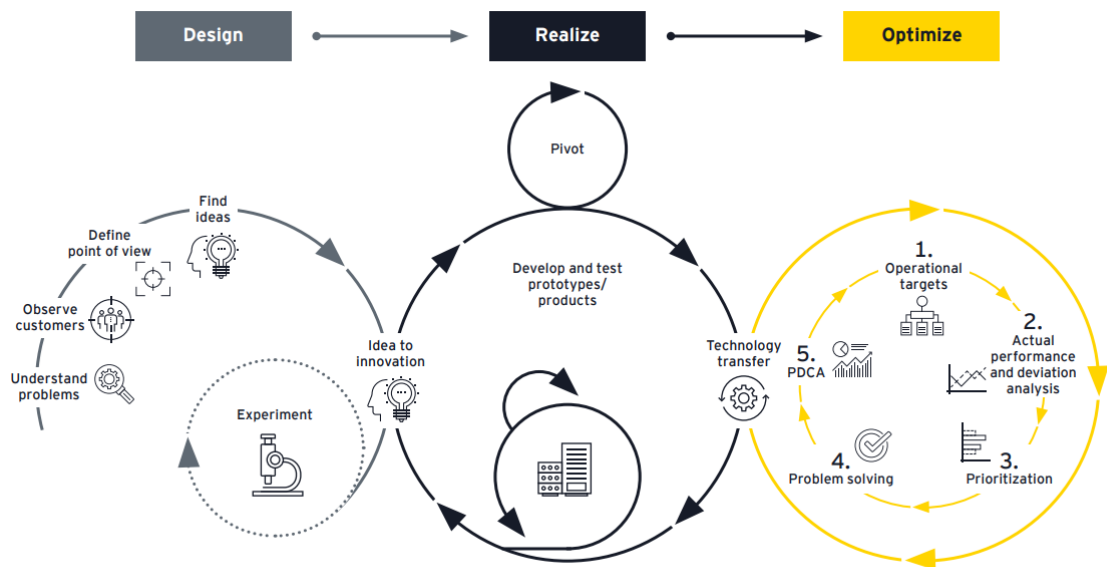 Design
Realize
Optimize
Pivot
Find
ideas
Define
point of view
Observe
customers
Understand
problems
Experiment
Idea to
innovation
Develop and test
prototypes/
products
Technology
transfer
1.
Operational
targets
2.
Actual
performance
and deviation
analysis
3.
Prioritization
4.
Problem solving
5.
PDCA